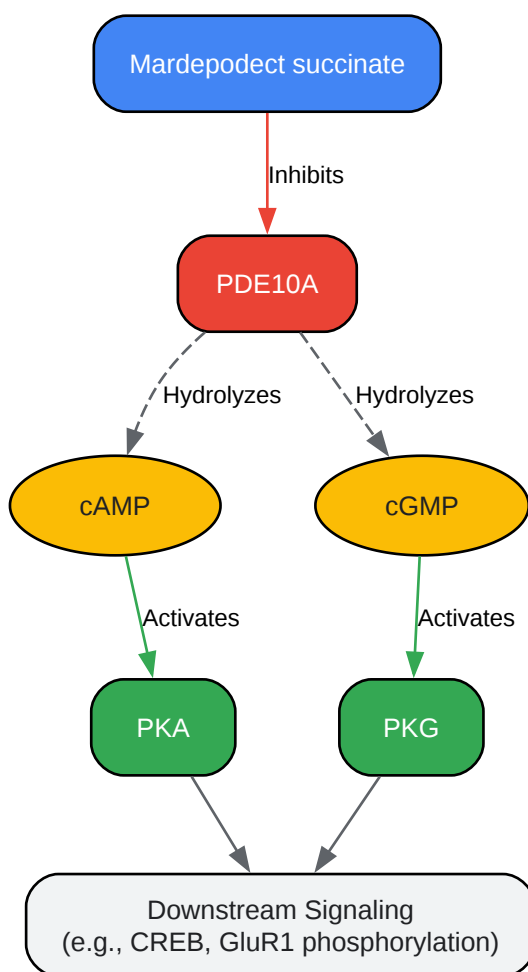 Mardepodect succinate
Inhibits
PDE10A
Hydrolyzes
Hydrolyzes
cAMP
cGMP
Activates
Activates
PKA
PKG
Downstream Signaling
(e.g., CREB, GluR1 phosphorylation)